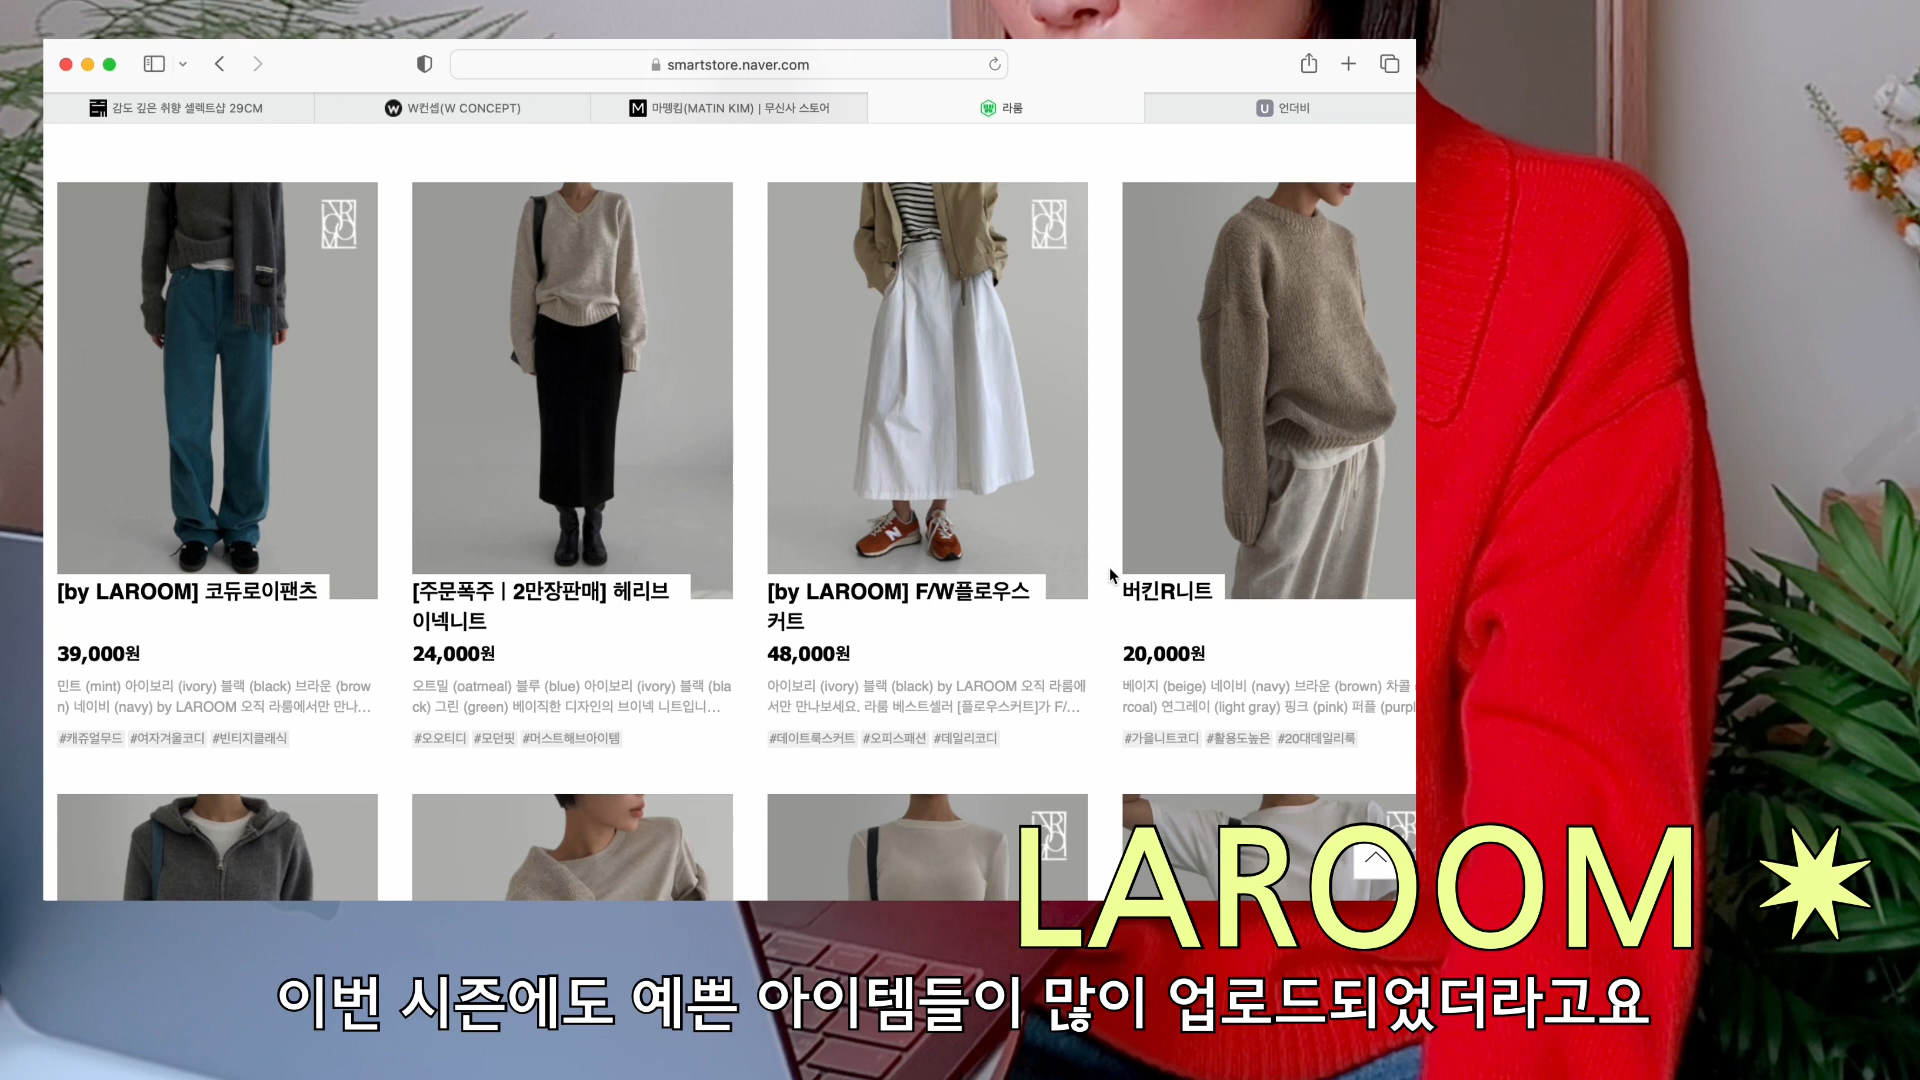 smartstore.naver.com
감도 깊은 취향 셀렉트샵 29CM
W컨셉(W CONCEPT)
M 마뗑킴(MATIN KIM) | 무신사 스토어
라룸
U 언더비
[by LAROOM] 코듀로이팬츠
39,000원
민트 (mint) 아이보리 (ivory) 블랙 (black) 브라운 (brow
n) 네이비 (navy) by LAROOM 오직 라룸에서만 만나...
#캐쥬얼무드 #여자겨울코디 #빈티지클래식
[주문폭주ㅣ2만장판매] 헤리브
이넥니트
24,000원
오트밀 (oatmeal) 블루 (blue) 아이보리 (ivory) 블랙 (bla
ck) 그린 (green) 베이직한 디자인의 브이넥 니트입니...
#오오티디 #모던핏 #머스트해브아이템
[by LAROOM] F/W플로우스
커트
48,000원
아이보리 (ivory) 블랙 (black) by LAROOM 오직 라룸에
서만 만나보세요. 라룸 베스트셀러 [플로우스커트]가 F/...
#데이트룩스커트 #오피스패션 #데일리코디
버킨R니트
20,000원
베이지 (beige) 네이비 (navy) 브라운 (brown) 차콜
rcoal) 연그레이 (light gray) 핑크 (pink) 퍼플 (purpl
#가을니트코디 #활용도높은 #20대데일리룩
LAROOM
이번 시즌에도 예쁜 아이템들이 많이 업로드되었더라고요